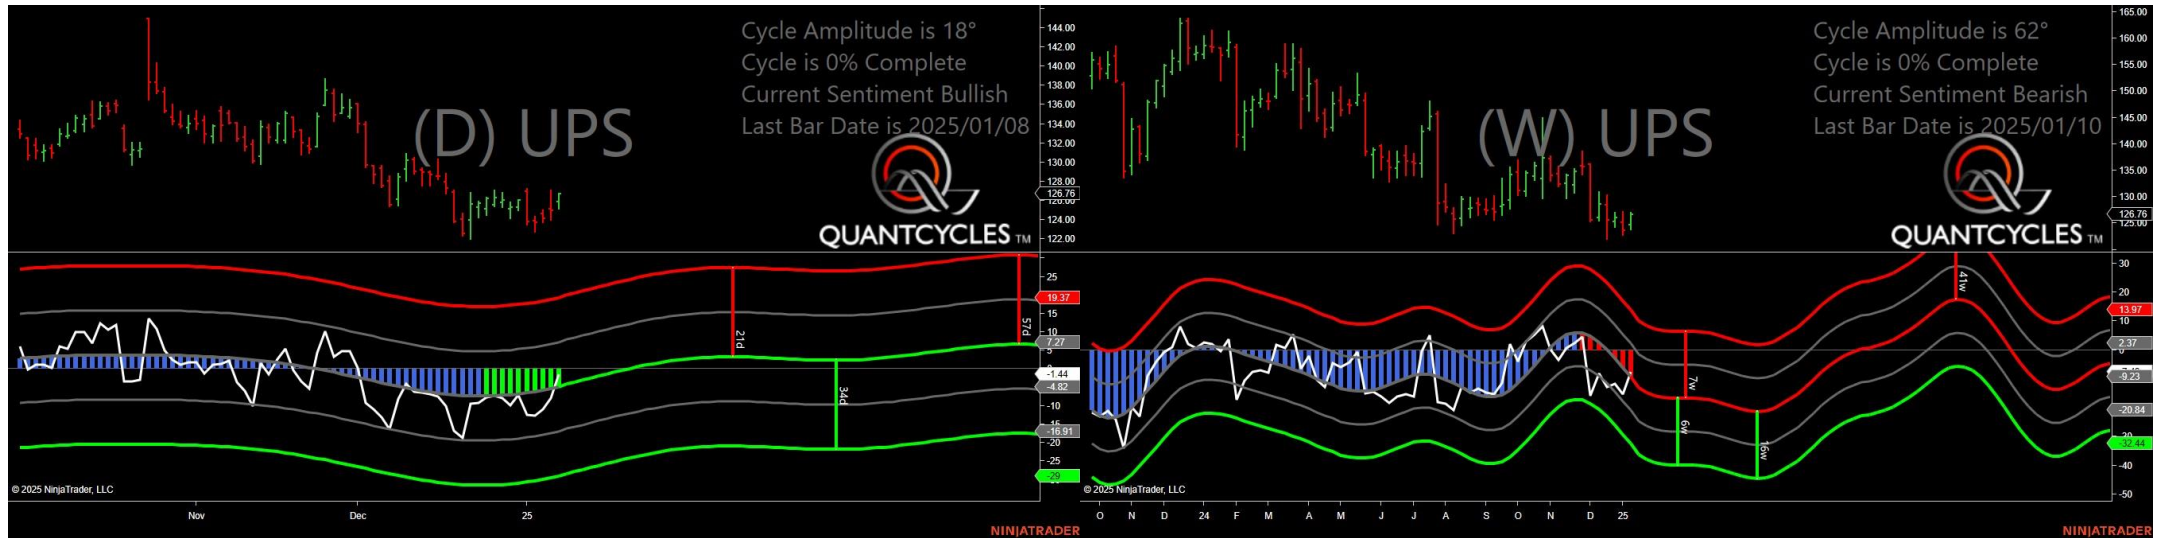 Cycle Amplitude is 18°
Cycle is 0% Complete
Current Sentiment Bullish
Last Bar Date is 2025/01/08
(D) UPS
QUANTCYCLES TM
144.00
142.00
140.00
138.00
136.00
134.00
132.00
130.00
128.00
126.76
124.00
122.00
25
19.37
15
10
7.27
5
-1.44
-4.82
-10
-16.91
-20
-25
-29
21d
34d
57d
© 2025 NinjaTrader, LLC
Nov Dec 25
NINJATRADER
Cycle Amplitude is 62°
Cycle is 0% Complete
Current Sentiment Bearish
Last Bar Date is 2025/01/10
(W) UPS
QUANTCYCLES TM
165.00
160.00
155.00
150.00
145.00
140.00
135.00
130.00
126.76
125.00
30
20
13.97
10
2.37
0
-9.23
-20.84
-32.44
-40
-50
7w
6w
16w
41w
© 2025 NinjaTrader, LLC
O N D 24 F M A M J J A S O N D 25
NINJATRADER